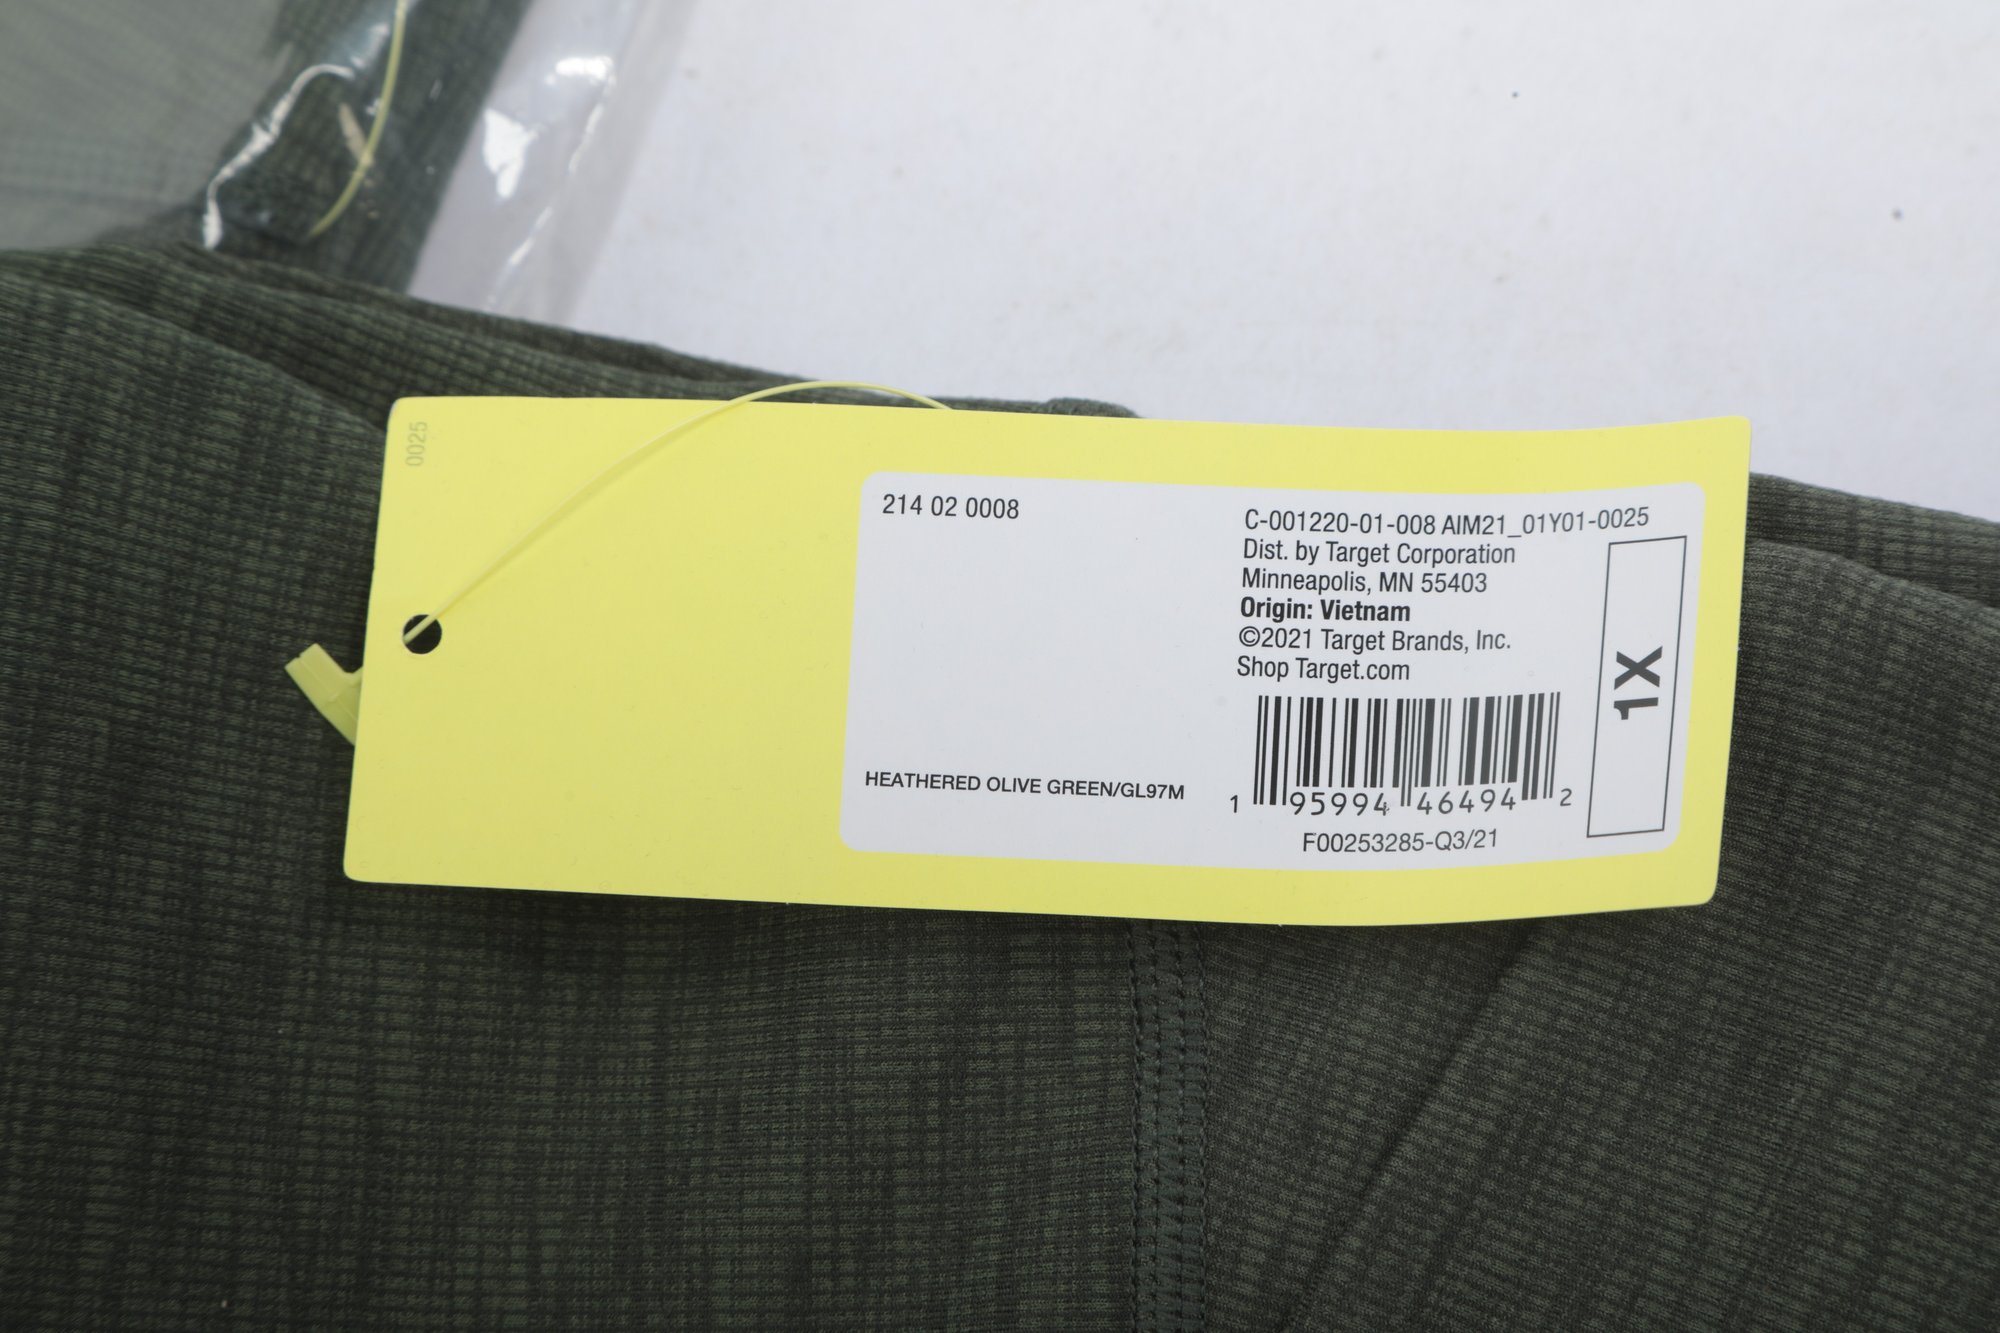 0025
214 02 0008
C-001220-01-008 AIM21_01Y01-0025
Dist. by Target Corporation
Minneapolis, MN 55403
Origin: Vietnam
©2021 Target Brands, Inc.
Shop Target.com
1X
HEATHERED OLIVE GREEN/GL97M
1 95994 46494 2
F00253285-Q3/21